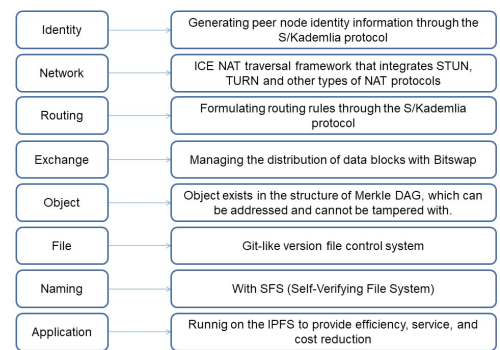 Identity
Generating peer node identity information through the
S/Kademlia protocol
Network
ICE NAT traversal framework that integrates STUN,
TURN and other types of NAT protocols
Routing
Formulating routing rules through the S/Kademlia
protocol
Exchange
Managing the distribution of data blocks with Bitswap
Object
Object exists in the structure of Merkle DAG, which can
be addressed and cannot be tampered with.
File
Git-like version file control system
Naming
With SFS (Self-Verifying File System)
Application
Runnig on the IPFS to provide efficiency, service, and
cost reduction